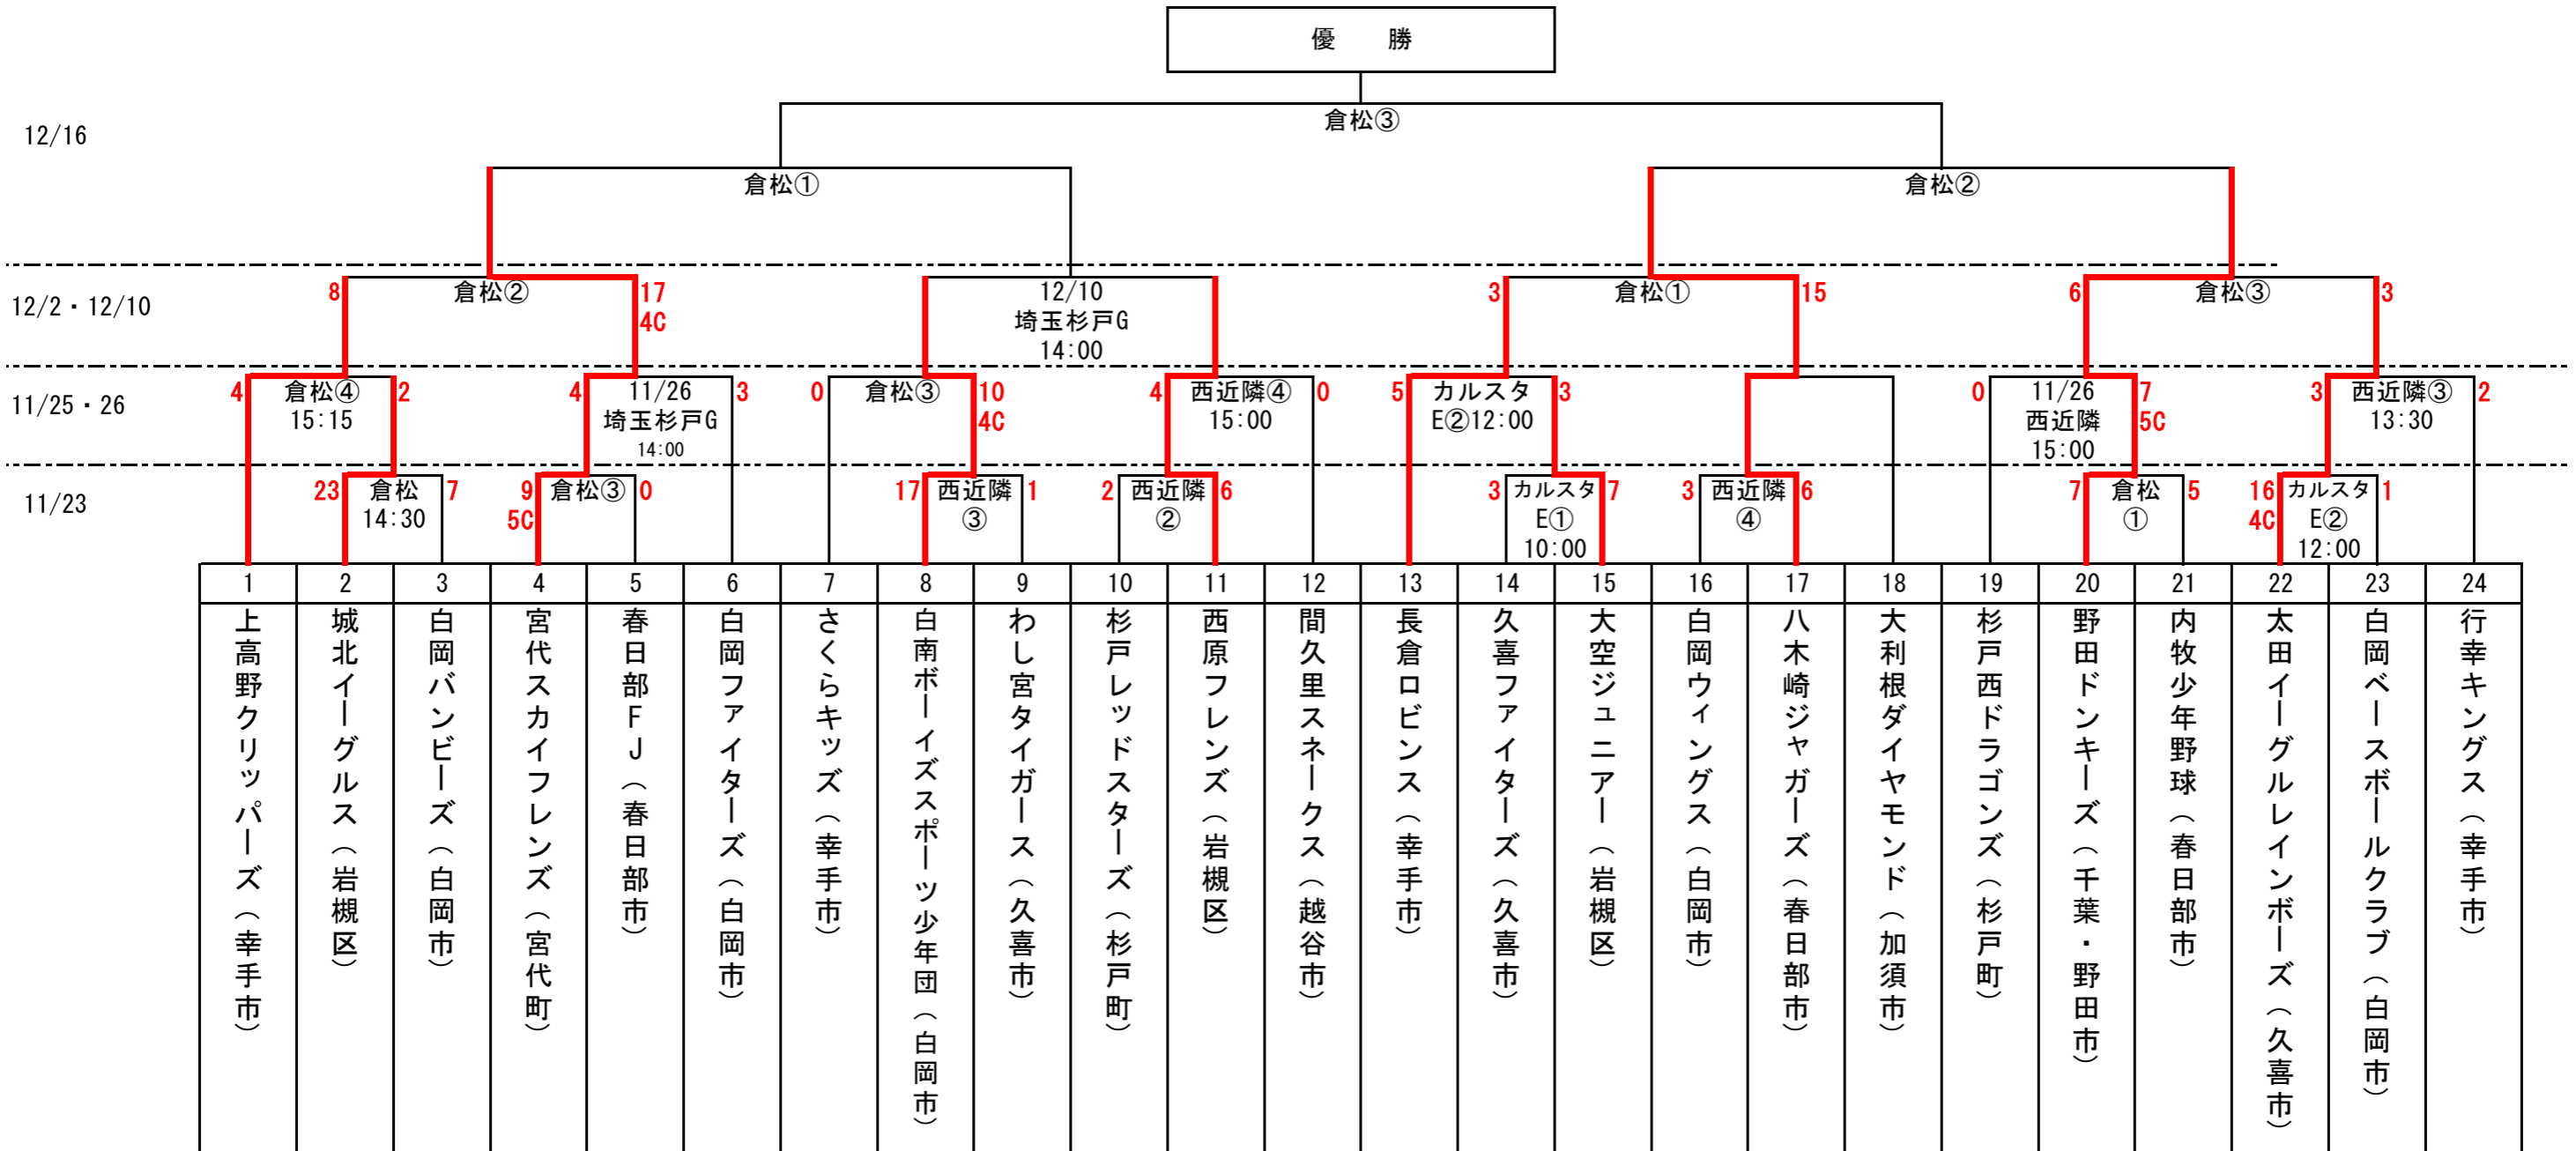 優　　勝
12/16
倉松③
倉松①
倉松②
12/2・12/10
8
倉松②
17
4C
12/10
埼玉杉戸G
14:00
3
倉松①
15
6
倉松③
3
11/25・26
4
倉松④
15:15
2
4
11/26
埼玉杉戸G
14:00
3
0
倉松③
10
4C
4
西近隣④
15:00
0
5
カルスタ
E②12:00
3
0
11/26
西近隣
15:00
7
5C
3
西近隣③
13:30
2
11/23
23
倉松
14:30
7
9
5C
倉松③
0
17
西近隣
③
1
2
西近隣
②
6
3
カルスタ
E①
10:00
7
3
西近隣
④
6
7
倉松
①
5
16
4C
カルスタ
E②
12:00
1
1
上高野クリッパーズ（幸手市）
2
城北イーグルス（岩槻区）
3
白岡バンビーズ（白岡市）
4
宮代スカイフレンズ（宮代町）
5
春日部FJ（春日部市）
6
白岡ファイターズ（白岡市）
7
さくらキッズ（幸手市）
8
白南ボーイズスポーツ少年団（白岡市）
9
わし宮タイガース（久喜市）
10
杉戸レッドスターズ（杉戸町）
11
西原フレンズ（岩槻区）
12
間久里スネークス（越谷市）
13
長倉ロビンス（幸手市）
14
久喜ファイターズ（久喜市）
15
大空ジュニアー（岩槻区）
16
白岡ウィングス（白岡市）
17
八木崎ジャガーズ（春日部市）
18
大利根ダイヤモンド（加須市）
19
杉戸西ドラゴンズ（杉戸町）
20
野田ドンキーズ（千葉・野田市）
21
内牧少年野球（春日部市）
22
太田イーグルレインボーズ（久喜市）
23
白岡ベースボールクラブ（白岡市）
24
行幸キングス（幸手市）